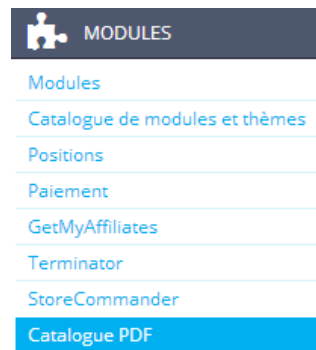 MODULES
Modules
Catalogue de modules et thèmes
Positions
Paiement
GetMyAffiliates
Terminator
StoreCommander
Catalogue PDF